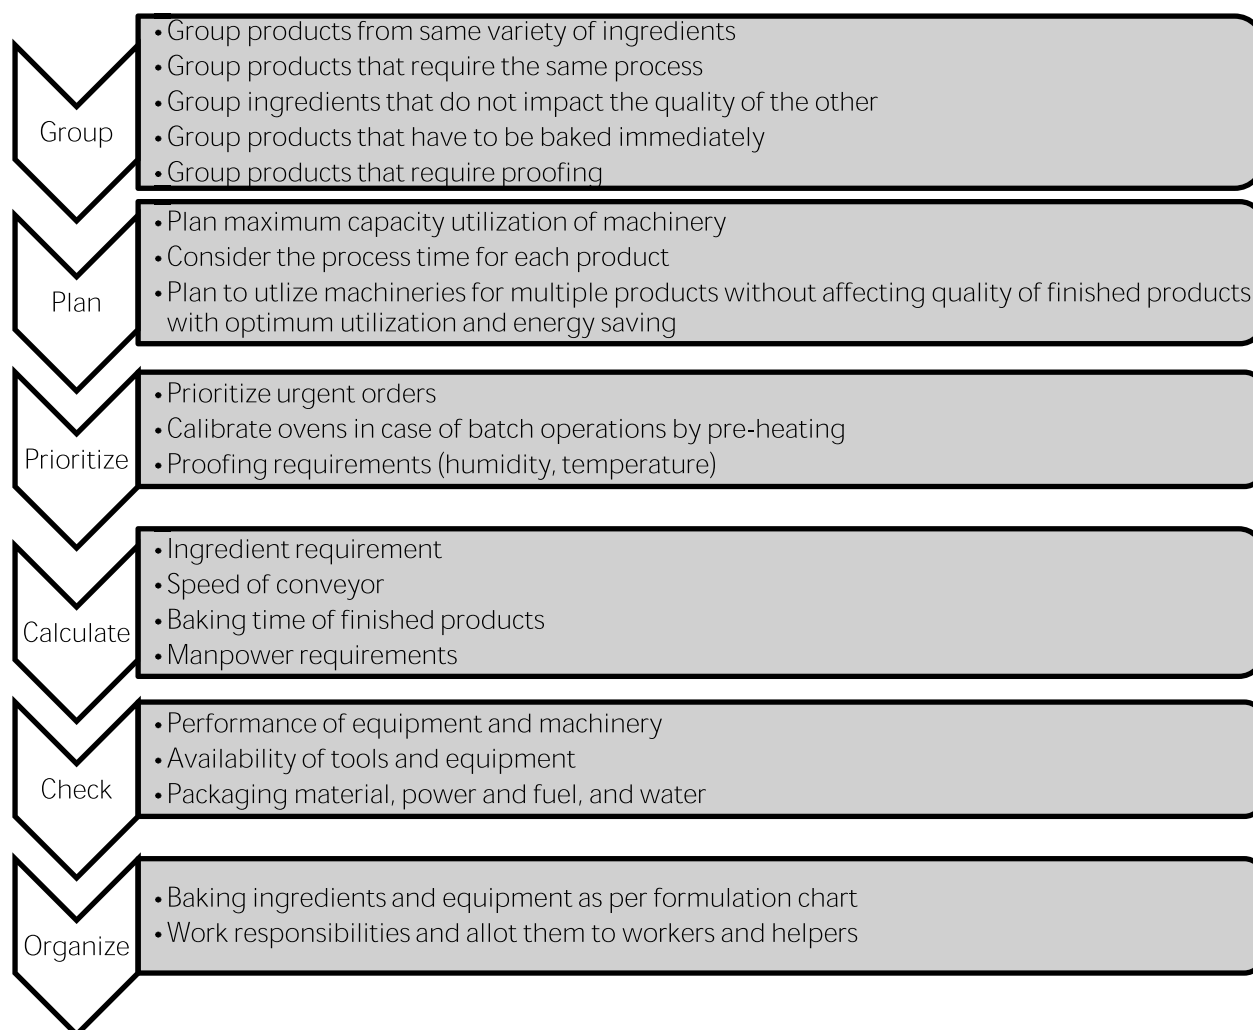 Group
• Group products from same variety of ingredients
• Group products that require the same process
• Group ingredients that do not impact the quality of the other
• Group products that have to be baked immediately
• Group products that require proofing
Plan
• Plan maximum capacity utilization of machinery
• Consider the process time for each product
• Plan to utlize machineries for multiple products without affecting quality of finished products
with optimum utilization and energy saving
Prioritize
• Prioritize urgent orders
• Calibrate ovens in case of batch operations by pre-heating
• Proofing requirements (humidity, temperature)
Calculate
• Ingredient requirement
• Speed of conveyor
• Baking time of finished products
• Manpower requirements
Check
• Performance of equipment and machinery
• Availability of tools and equipment
• Packaging material, power and fuel, and water
Organize
• Baking ingredients and equipment as per formulation chart
• Work responsibilities and allot them to workers and helpers